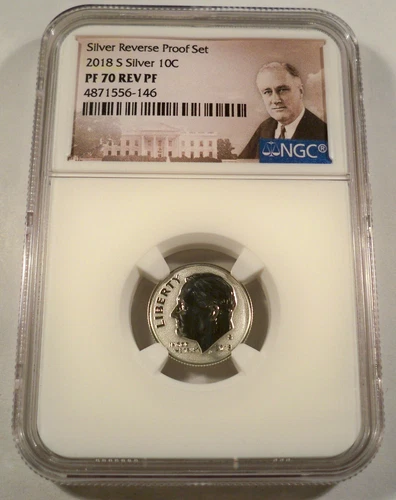 Silver Reverse Proof Set
2018 S Silver 10C
PF 70 REV PF
4871556-146
NGC®
LIBERTY